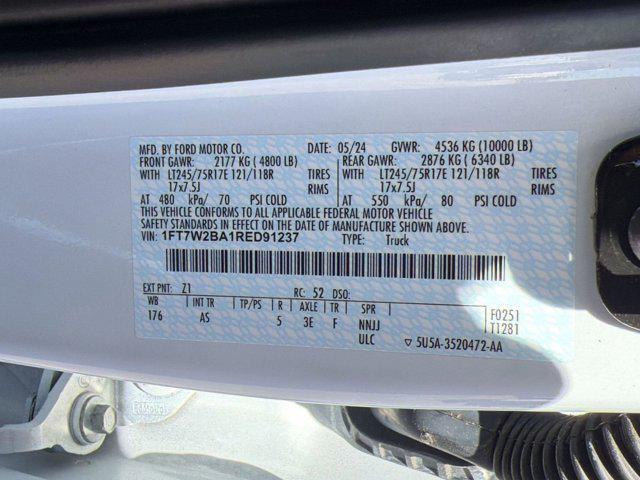 MFD. BY FORD MOTOR CO. DATE: 05/24 GVWR: 4536 KG (10000 LB)
FRONT GAWR: 2177 KG (4800 LB) REAR GAWR: 2876 KG (6340 LB)
WITH LT245/75R17E 121/118R TIRES WITH LT245/75R17E 121/118R TIRES
17x7.5J RIMS 17x7.5J RIMS
AT 480 kPa/ 70 PSI COLD AT 550 kPa/ 80 PSI COLD
THIS VEHICLE CONFORMS TO ALL APPLICABLE FEDERAL MOTOR VEHICLE
SAFETY STANDARDS IN EFFECT ON THE DATE OF MANUFACTURE SHOWN ABOVE.
VIN: 1FT7W2BA1RED91237 TYPE: Truck
EXT PNT: Z1 RC: 52 DSO:
WB INT TR TP/PS R AXLE TR SPR
176 AS 5 3E F NNJJ
ULC
F0251
T1281
5U5A-3520472-AA